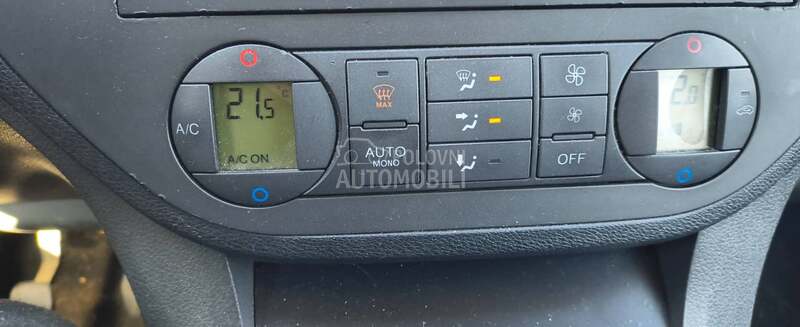 A/C
21,5 °C
A/C ON
MAX
AUTO
MONO
OFF
POLOVNI
AUTOMOBILI